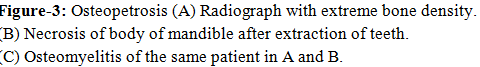 Figure-3: Osteopetrosis (A) Radiograph with extreme bone density.
(B) Necrosis of body of mandible after extraction of teeth.
(C) Osteomyelitis of the same patient in A and B.